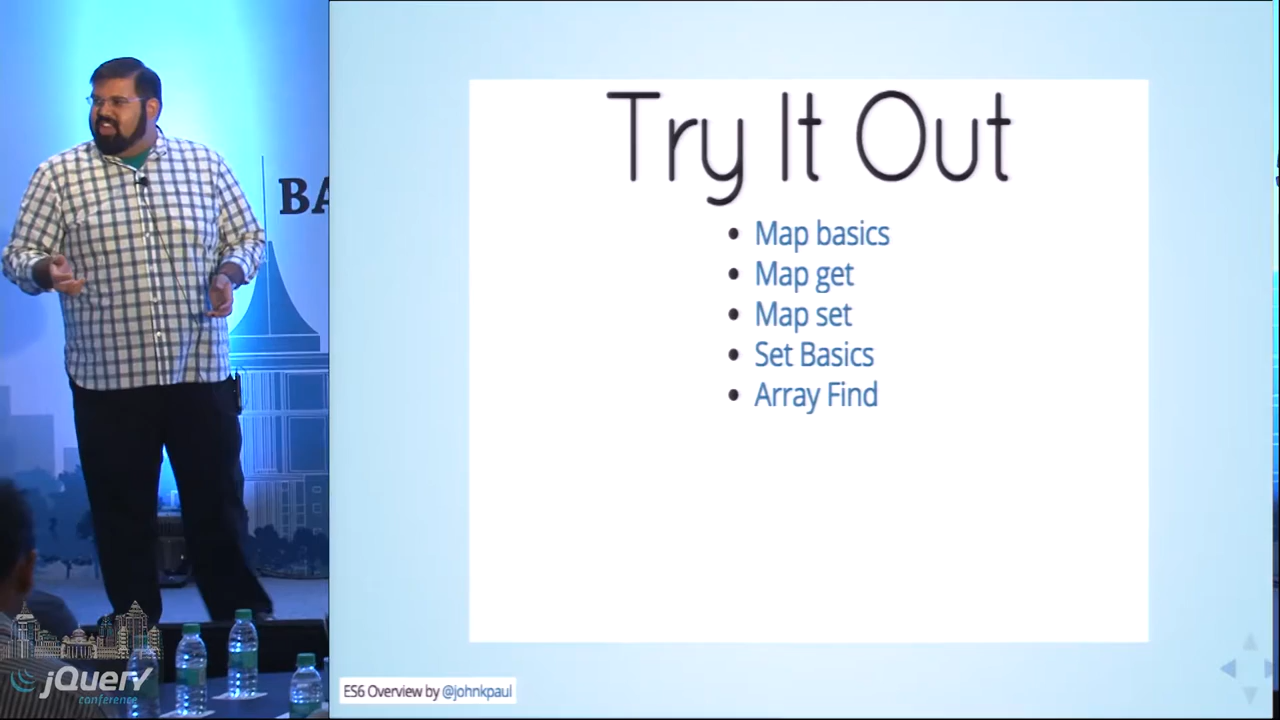 BA
Try It Out
Map basics
Map get
Map set
Set Basics
Array Find
ES6 Overview by @johnkpaul
jQuery
conference